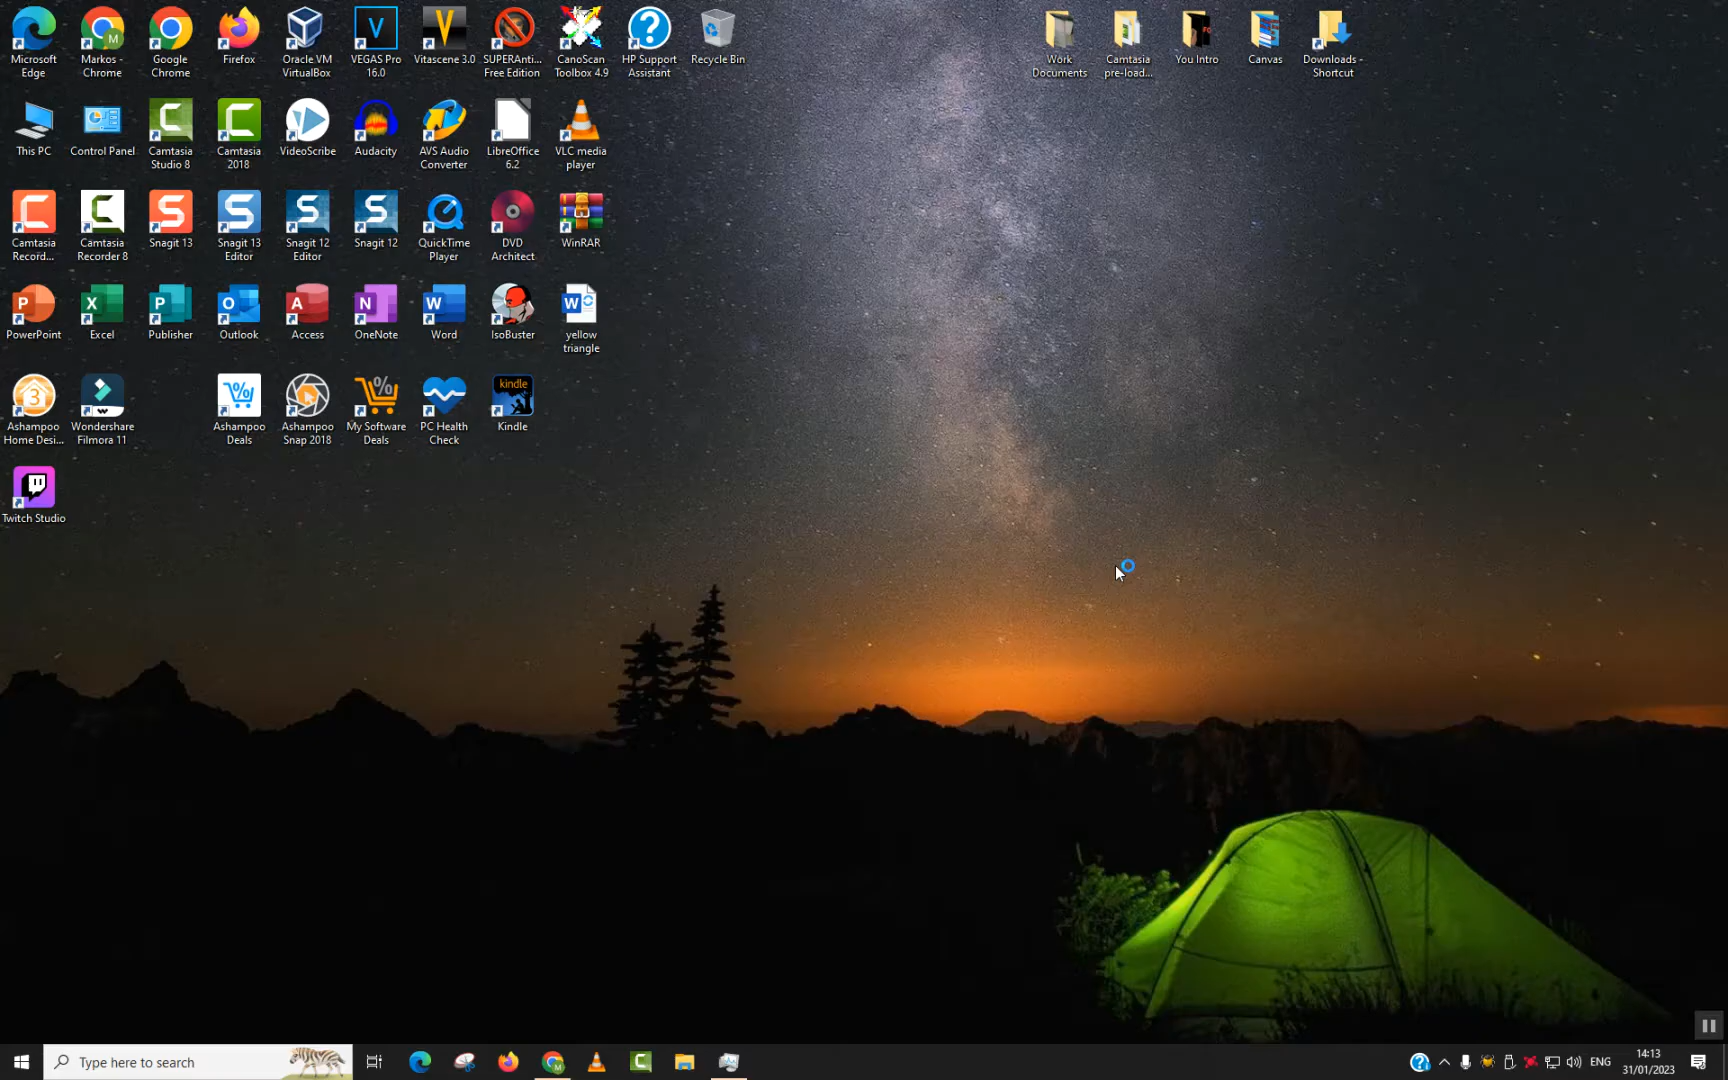 Microsoft
Edge
Markos -
Chrome
Google
Chrome
Firefox
Oracle VM
VirtualBox
VEGAS Pro
16.0
Vitascene 3.0
SUPERAnti...
Free Edition
CanoScan
Toolbox 4.9
HP Support
Assistant
Recycle Bin
Work
Documents
Camtasia
pre-load...
You Intro
Canvas
Downloads -
Shortcut
This PC
Control Panel
Camtasia
Studio 8
Camtasia
2018
VideoScribe
Audacity
AVS Audio
Converter
LibreOffice
6.2
VLC media
player
Camtasia
Record...
Camtasia
Recorder 8
Snagit 13
Snagit 13
Editor
Snagit 12
Editor
Snagit 12
QuickTime
Player
DVD
Architect
WinRAR
PowerPoint
Excel
Publisher
Outlook
Access
OneNote
Word
IsoBuster
yellow
triangle
Ashampoo
Home Desi...
Wondershare
Filmora 11
Ashampoo
Deals
Ashampoo
Snap 2018
My Software
Deals
PC Health
Check
kindle
Kindle
Twitch Studio
Type here to search
ENG
14:13
31/01/2023